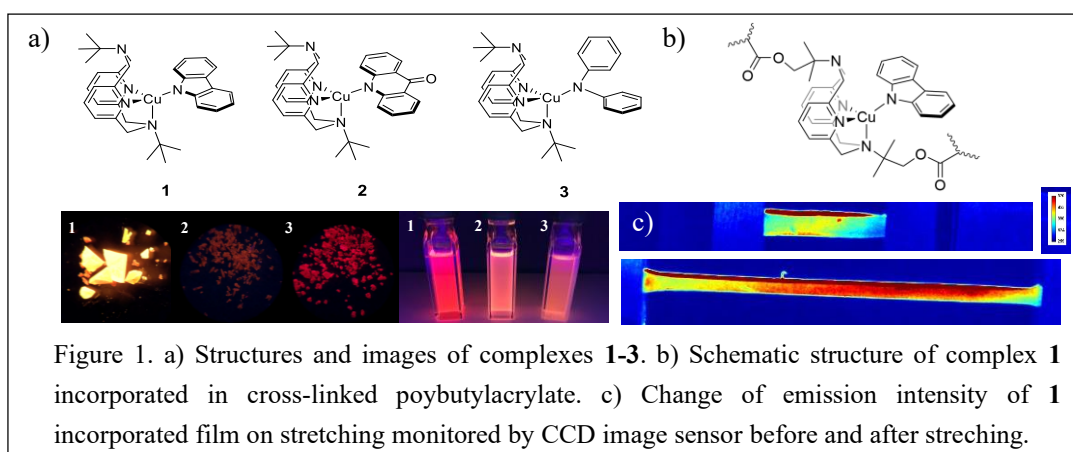 a)
b)
N
N
N
N
N
N
Cu
N
Cu
N
O
Cu
N
N
N
N
1
2
3
O
O
N
N
N
Cu
N
N
O
O
1
2
3
1
2
3
c)
Figure 1. a) Structures and images of complexes 1-3. b) Schematic structure of complex 1
incorporated in cross-linked poybutylacrylate. c) Change of emission intensity of 1
incorporated film on stretching monitored by CCD image sensor before and after streching.